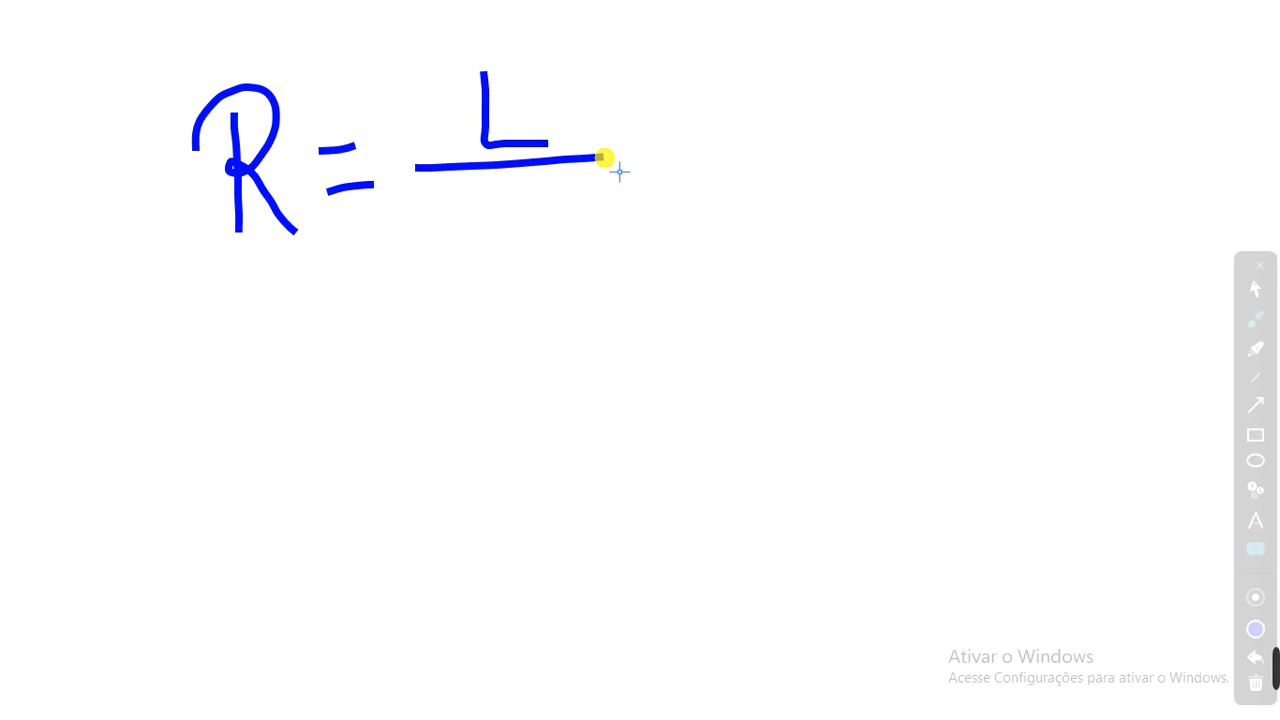 R = L
Ativar o Windows
Acesse Configurações para ativar o Windows.